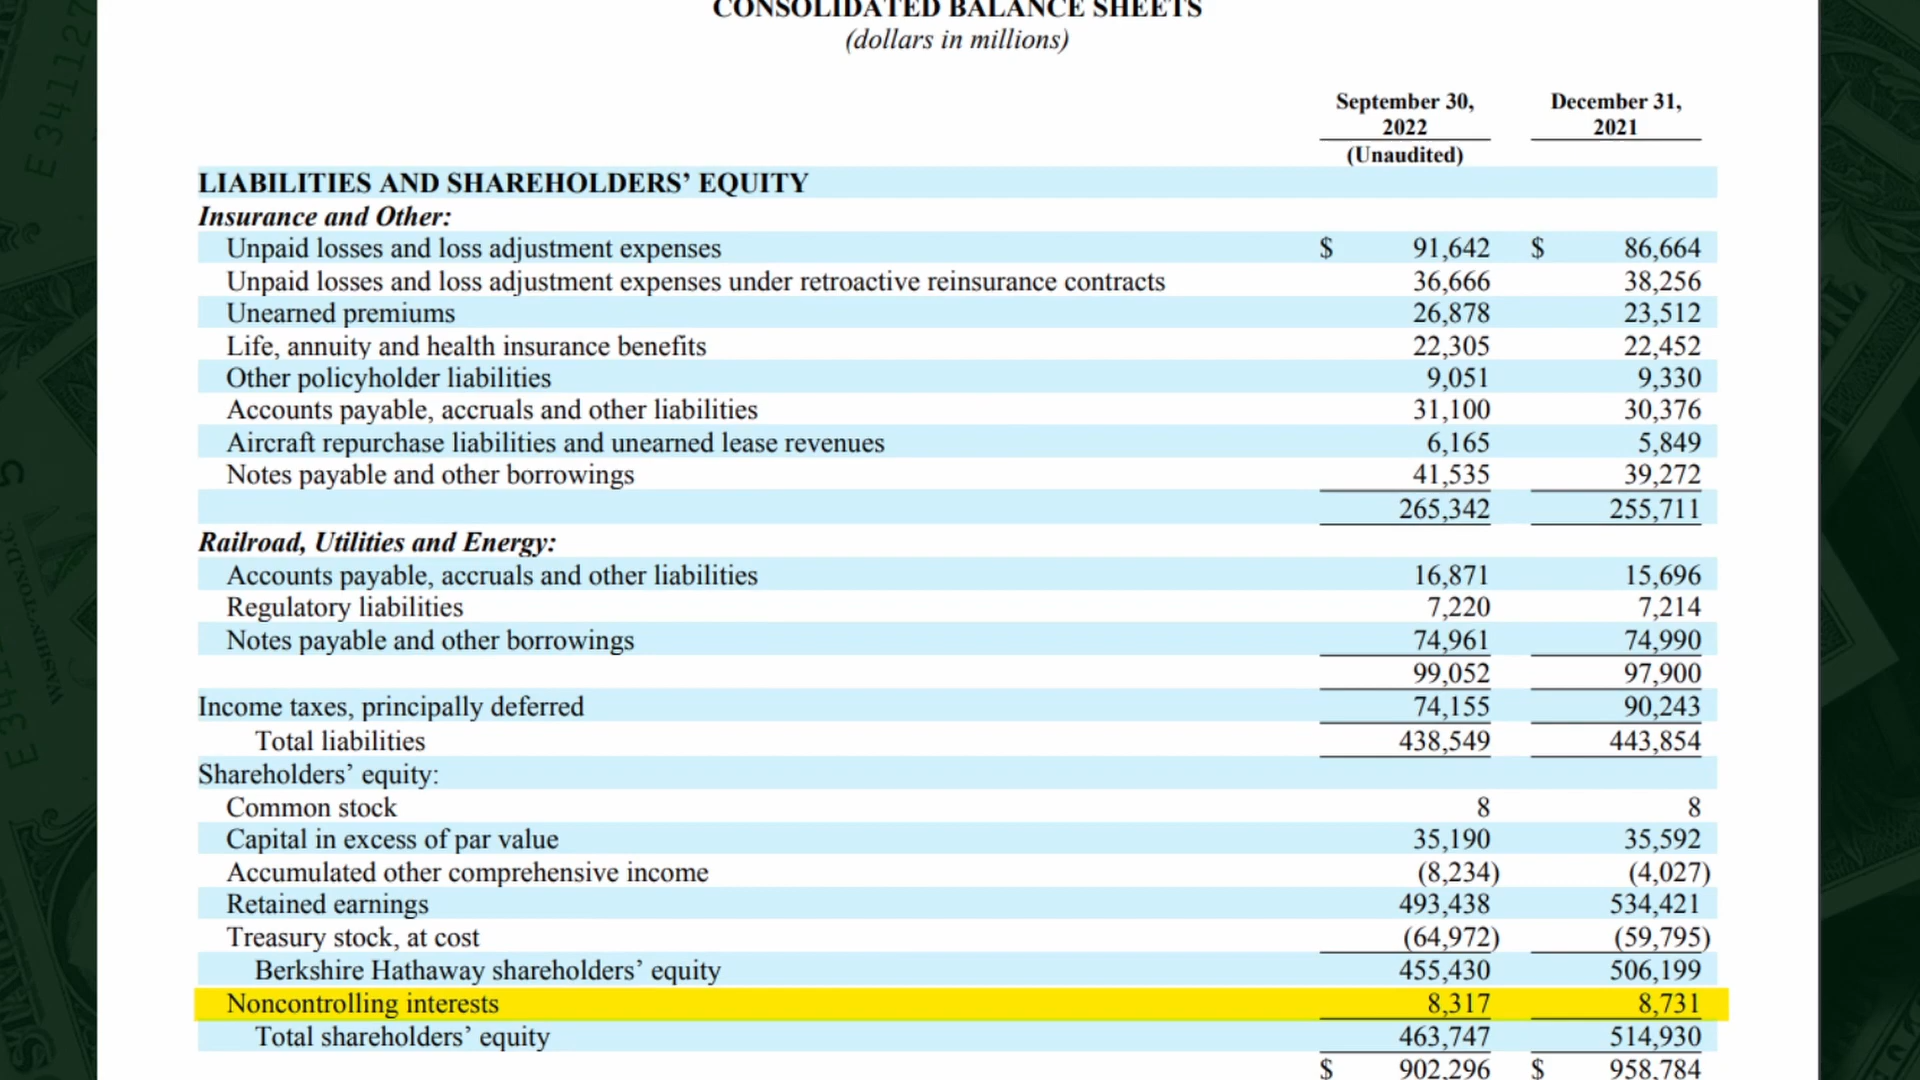 CONSOLIDATED BALANCE SHEETS
(dollars in millions)
September 30, December 31,
2022 2021
(Unaudited)
LIABILITIES AND SHAREHOLDERS’ EQUITY
Insurance and Other:
Unpaid losses and loss adjustment expenses $ 91,642 $ 86,664
Unpaid losses and loss adjustment expenses under retroactive reinsurance contracts 36,666 38,256
Unearned premiums 26,878 23,512
Life, annuity and health insurance benefits 22,305 22,452
Other policyholder liabilities 9,051 9,330
Accounts payable, accruals and other liabilities 31,100 30,376
Aircraft repurchase liabilities and unearned lease revenues 6,165 5,849
Notes payable and other borrowings 41,535 39,272
265,342 255,711
Railroad, Utilities and Energy:
Accounts payable, accruals and other liabilities 16,871 15,696
Regulatory liabilities 7,220 7,214
Notes payable and other borrowings 74,961 74,990
99,052 97,900
Income taxes, principally deferred 74,155 90,243
Total liabilities 438,549 443,854
Shareholders’ equity:
Common stock 8 8
Capital in excess of par value 35,190 35,592
Accumulated other comprehensive income (8,234) (4,027)
Retained earnings 493,438 534,421
Treasury stock, at cost (64,972) (59,795)
Berkshire Hathaway shareholders’ equity 455,430 506,199
Noncontrolling interests 8,317 8,731
Total shareholders’ equity 463,747 514,930
$ 902,296 $ 958,784